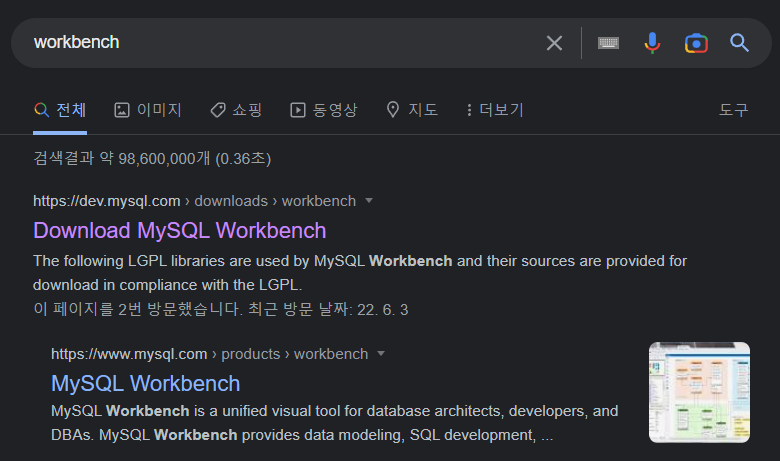 workbench
전체 이미지 쇼핑 동영상 지도 더보기 도구
검색결과 약 98,600,000개 (0.36초)
https://dev.mysql.com › downloads › workbench
Download MySQL Workbench
The following LGPL libraries are used by MySQL Workbench and their sources are provided for
download in compliance with the LGPL.
이 페이지를 2번 방문했습니다. 최근 방문 날짜: 22. 6. 3
https://www.mysql.com › products › workbench
MySQL Workbench
MySQL Workbench is a unified visual tool for database architects, developers, and
DBAs. MySQL Workbench provides data modeling, SQL development, ...